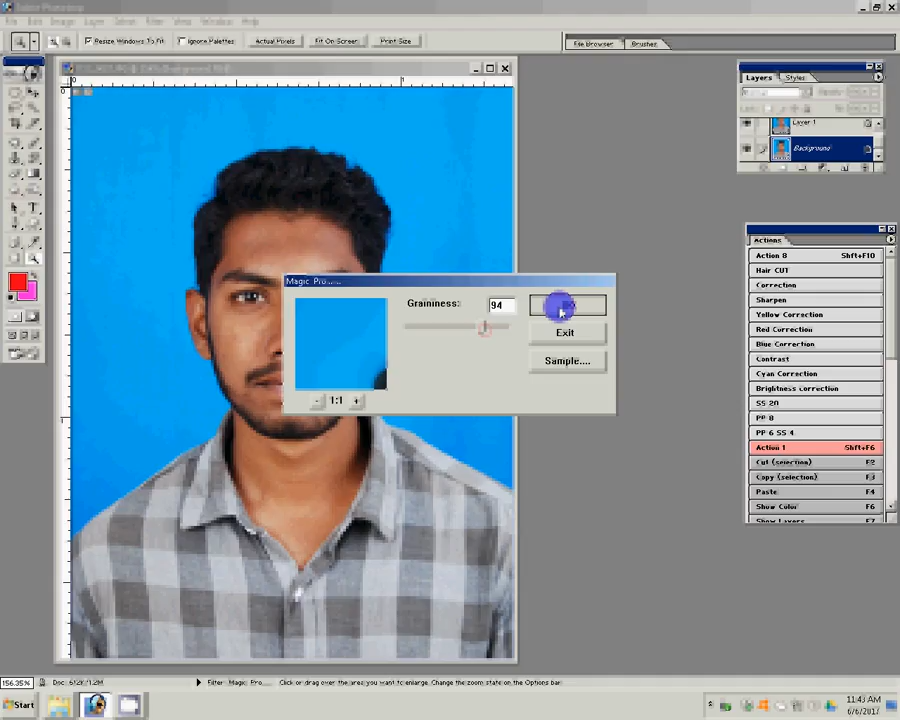 Adobe Photoshop
File Edit Image Layer Select Filter View Window Help
Resize Windows To Fit Ignore Palettes Actual Pixels Fit On Screen Print Size
File Browser Brushes
Layers Styles
Layer 1
Background
Actions
Action 8 Shft+F10
Hair CUT
Correction
Sharpen
Yellow Correction
Red Correction
Blue Correction
Contrast
Cyan Correction
Brightness correction
SS 20
PP 8
PP 6 SS 4
Action 1 Shft+F6
Cut (selection) F2
Copy (selection) F3
Paste F4
Show Color F6
Show Layers F7
Magic Pro.....
Graininess: 94
Exit
Sample....
- 1:1 +
156.35% Doc: 612K/1.2M Filter: Magic Pro... Click or drag over the area you want to enlarge. Change the zoom state on the Options bar.
Start
11:43 AM
6/6/2017